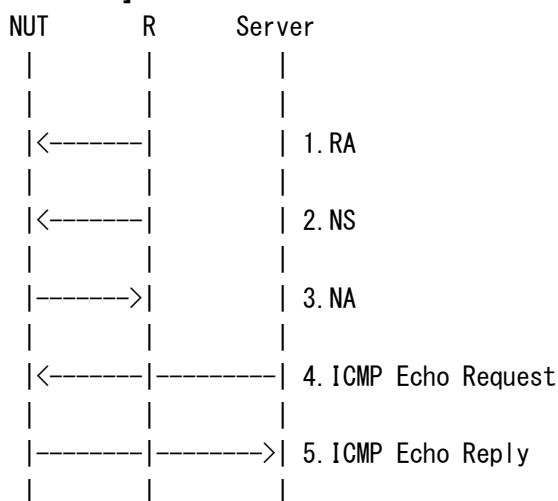 NUT R Server
1. RA
2. NS
3. NA
4. ICMP Echo Request
5. ICMP Echo Reply